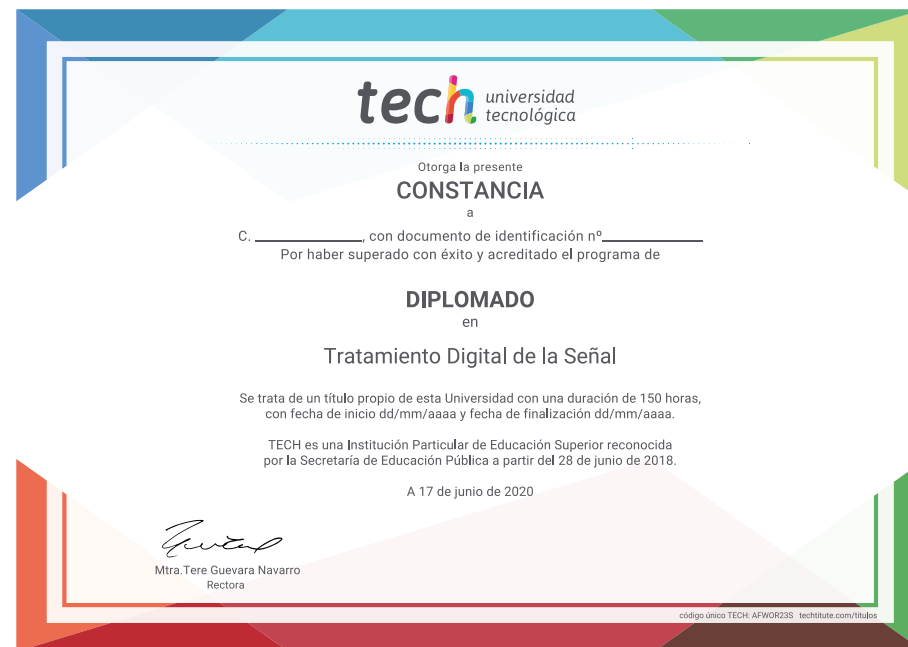 tech universidad
tecnológica
Otorga la presente
CONSTANCIA
a
C. ____________, con documento de identificación nº____________
Por haber superado con éxito y acreditado el programa de
DIPLOMADO
en
Tratamiento Digital de la Señal
Se trata de un título propio de esta Universidad con una duración de 150 horas,
con fecha de inicio dd/mm/aaaa y fecha de finalización dd/mm/aaaa.
TECH es una Institución Particular de Educación Superior reconocida
por la Secretaría de Educación Pública a partir del 28 de junio de 2018.
A 17 de junio de 2020
Mtra.Tere Guevara Navarro
Rectora
código único TECH: AFWOR23S techtitute.com/titulos